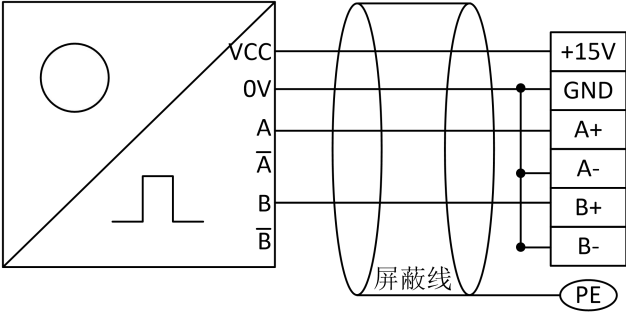 VCC
0V
A
A̅
B
B̅
屏蔽线
+15V
GND
A+
A-
B+
B-
PE